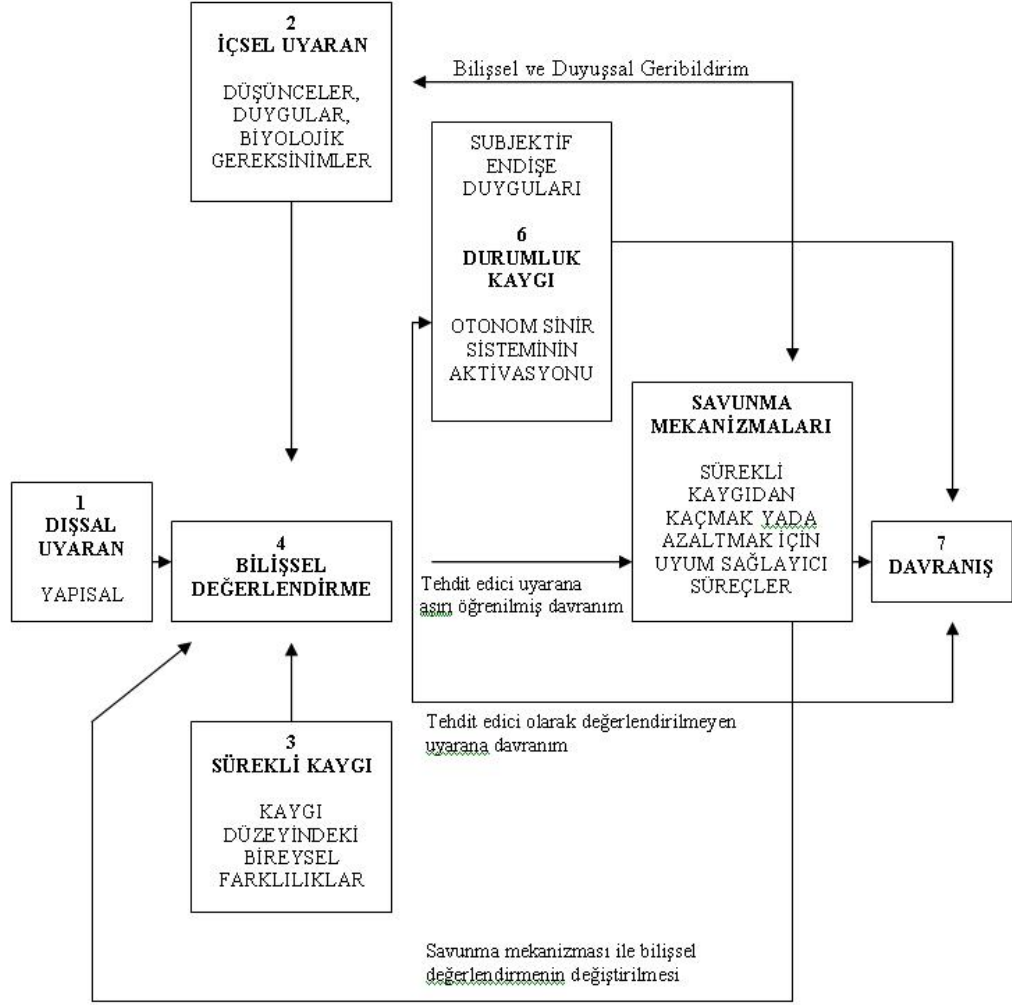 2
İÇSEL UYARAN
DÜŞÜNCELER,
DUYGULAR,
BİYOLOJİK
GEREKSİNİMLER
Bilişsel ve Duyuşsal Geribildirim
SUBJEKTİF
ENDİŞE
DUYGULARI
6
DURUMLUK
KAYGI
OTONOM SİNİR
SİSTEMİNİN
AKTİVASYONU
SAVUNMA
MEKANİZMALARI
SÜREKLİ
KAYGIDAN
KAÇMAK YADA
AZALTMAK İÇİN
UYUM SAĞLAYICI
SÜREÇLER
1
DIŞSAL
UYARAN
YAPISAL
4
BİLİŞSEL
DEĞERLENDİRME
Tehdit edici uyarana
aşırı öğrenilmiş davranım
7
DAVRANIŞ
3
SÜREKLİ KAYGI
KAYGI
DÜZEYİNDEKİ
BİREYSEL
FARKLILIKLAR
Tehdit edici olarak değerlendirilmeyen
uyarana davranım
Savunma mekanizması ile bilişsel
değerlendirmenin değiştirilmesi